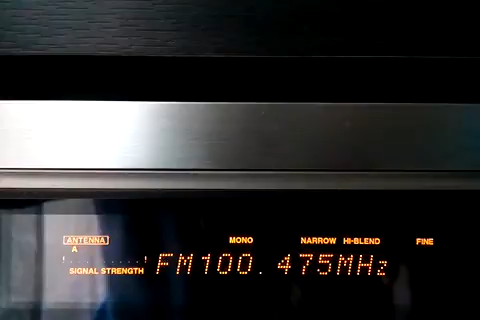 ANTENNA MONO NARROW HI-BLEND FINE
A
SIGNAL STRENGTH FM100.475MHz